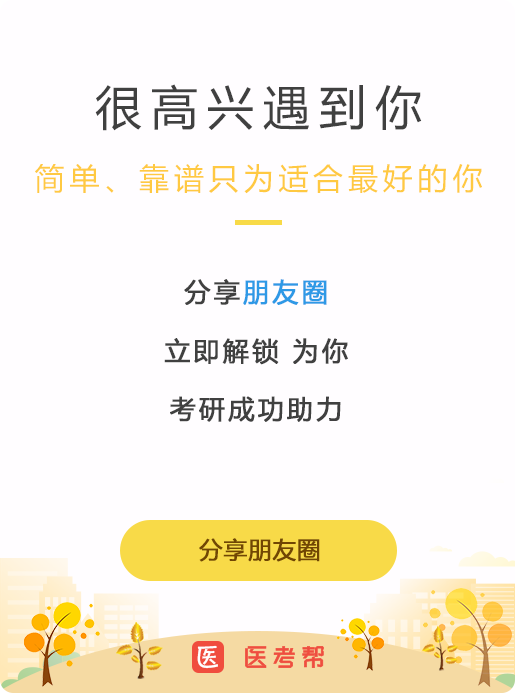 很高兴遇到你
简单、靠谱只为适合最好的你
分享朋友圈
立即解锁 为你
考研成功助力
分享朋友圈
医 医考帮